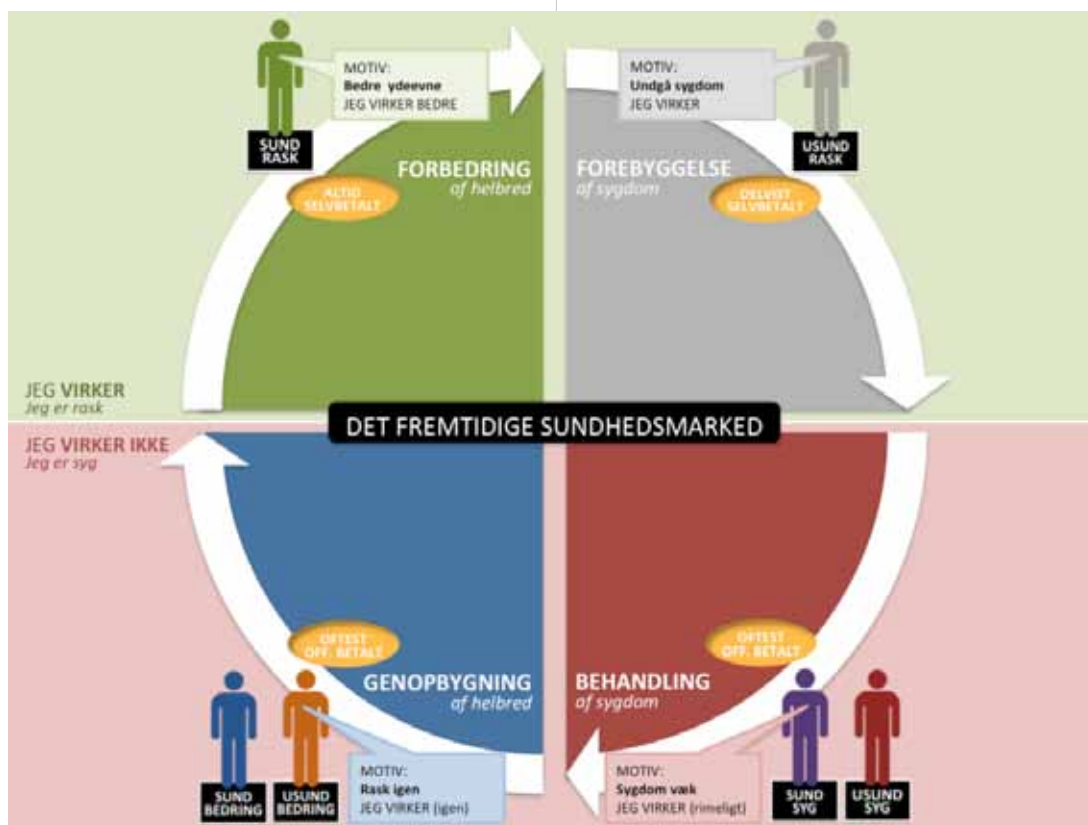 MOTIV:
Bedre ydeevne
JEG VIRKER BEDRE
SUND
RASK
FORBEDRING
af helbred
ALTID
SELVBETALT
MOTIV:
Undgå sygdom
JEG VIRKER
USUND
RASK
FOREBYGGELSE
af sygdom
DELVIST
SELVBETALT
JEG VIRKER
Jeg er rask
DET FREMTIDIGE SUNDHEDSMARKED
JEG VIRKER IKKE
Jeg er syg
OFTEST
OFF. BETALT
GENOPBYGNING
af helbred
SUND
BEDRING
USUND
BEDRING
MOTIV:
Rask igen
JEG VIRKER (igen)
OFTEST
OFF. BETALT
BEHANDLING
af sygdom
MOTIV:
Sygdom væk
JEG VIRKER (rimeligt)
SUND
SYG
USUND
SYG